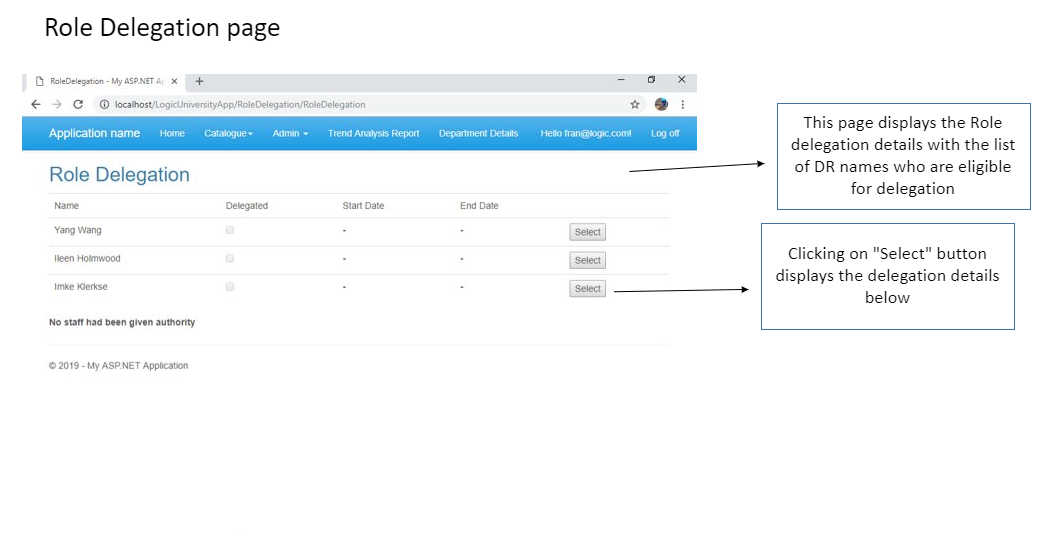 Role Delegation page
RoleDelegation - My ASP.NET Ap
localhost/LogicUniversityApp/RoleDelegation/RoleDelegation
Application name Home Catalogue Admin Trend Analysis Report Department Details Hello fran@logic.com! Log off
Role Delegation
Name Delegated Start Date End Date
Yang Wang - - Select
Ileen Holmwood - - Select
Imke Klerkse - - Select
No staff had been given authority
© 2019 - My ASP.NET Application
This page displays the Role
delegation details with the list
of DR names who are eligible
for delegation
Clicking on "Select" button
displays the delegation details
below